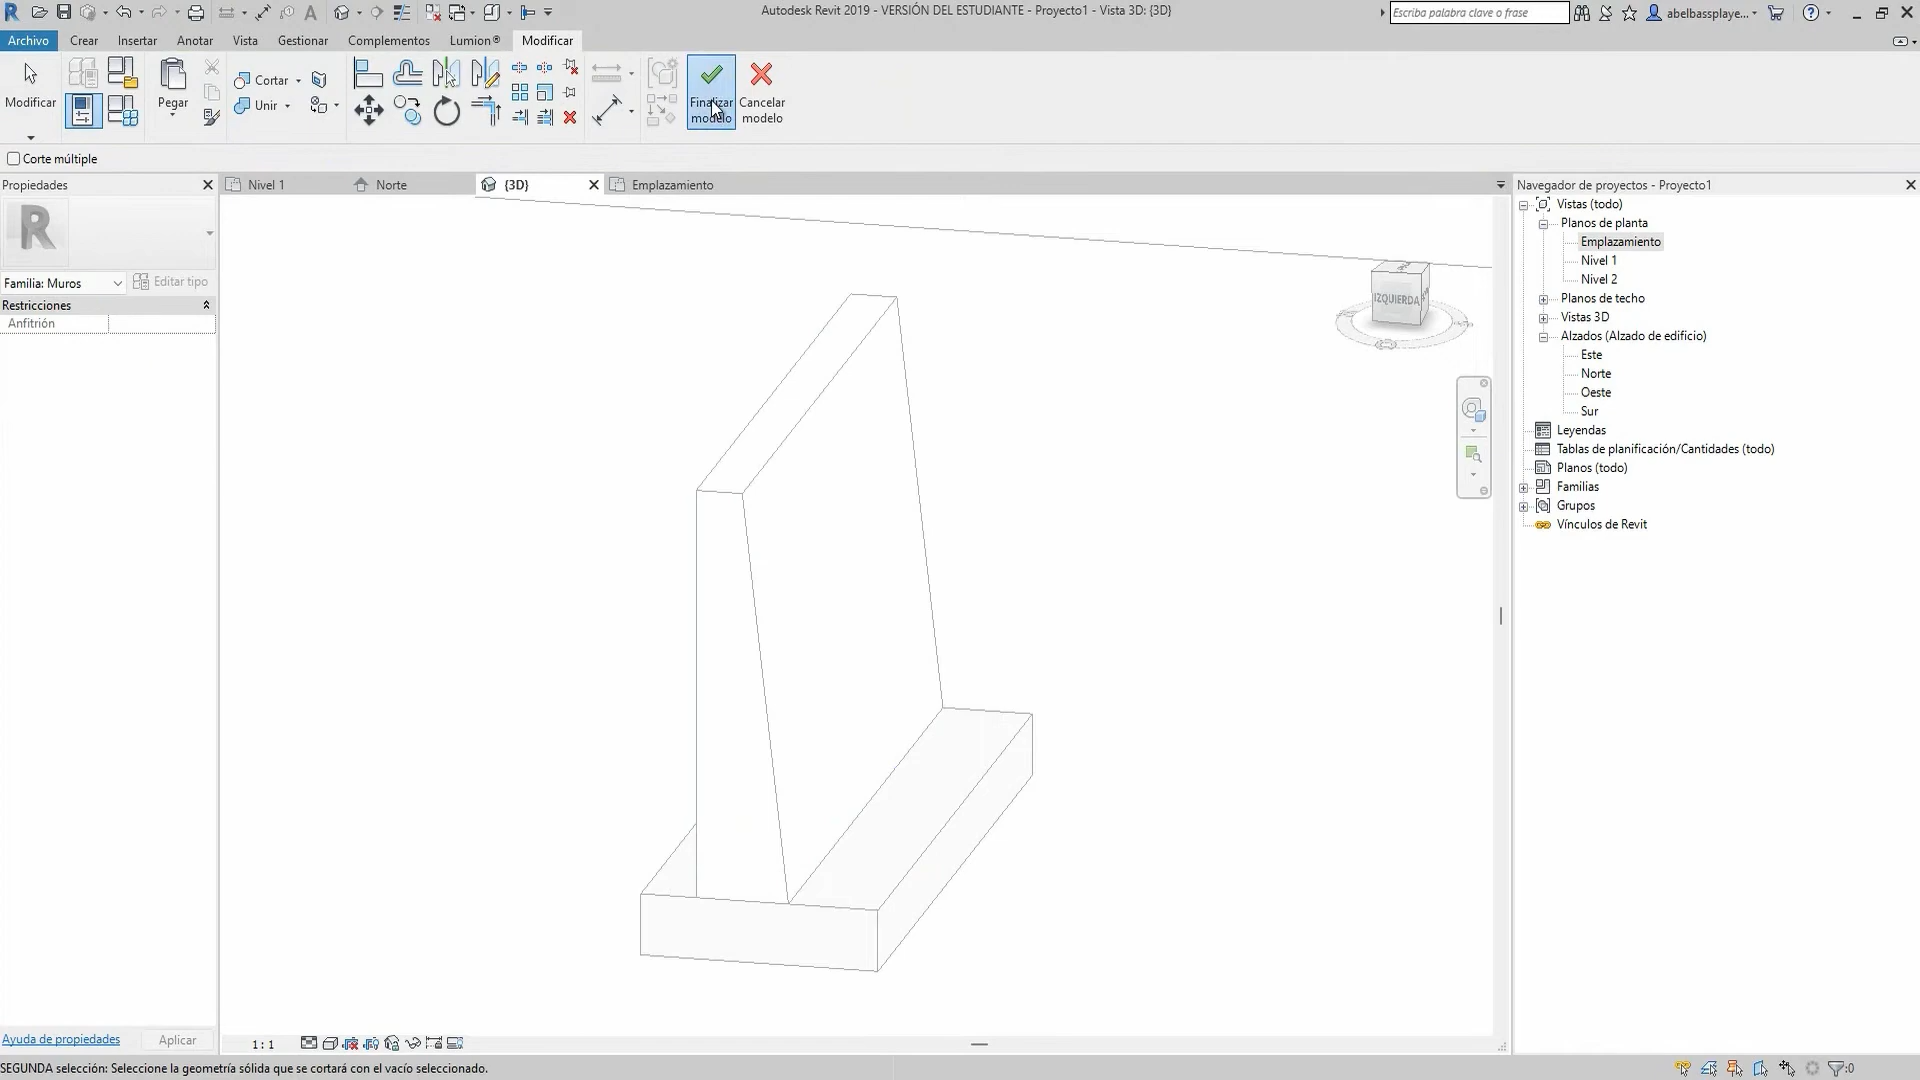 Autodesk Revit 2019 - VERSIÓN DEL ESTUDIANTE - Proyecto1 - Vista 3D: {3D}
Escriba palabra clave o frase
abelbassplaye...
Archivo Crear Insertar Anotar Vista Gestionar Complementos Lumion® Modificar
Modificar
Pegar
Cortar
Unir
Finalizar modelo
Cancelar modelo
Corte múltiple
Propiedades
Nivel 1
Norte
{3D}
Emplazamiento
Navegador de proyectos - Proyecto1
R
Familia: Muros
Editar tipo
Restricciones
Anfitrión
IZQUIERDA
Vistas (todo)
Planos de planta
Emplazamiento
Nivel 1
Nivel 2
Planos de techo
Vistas 3D
Alzados (Alzado de edificio)
Este
Norte
Oeste
Sur
Leyendas
Tablas de planificación/Cantidades (todo)
Planos (todo)
Familias
Grupos
Vínculos de Revit
Ayuda de propiedades
Aplicar
1 : 1
SEGUNDA selección: Seleccione la geometría sólida que se cortará con el vacío seleccionado.
:0